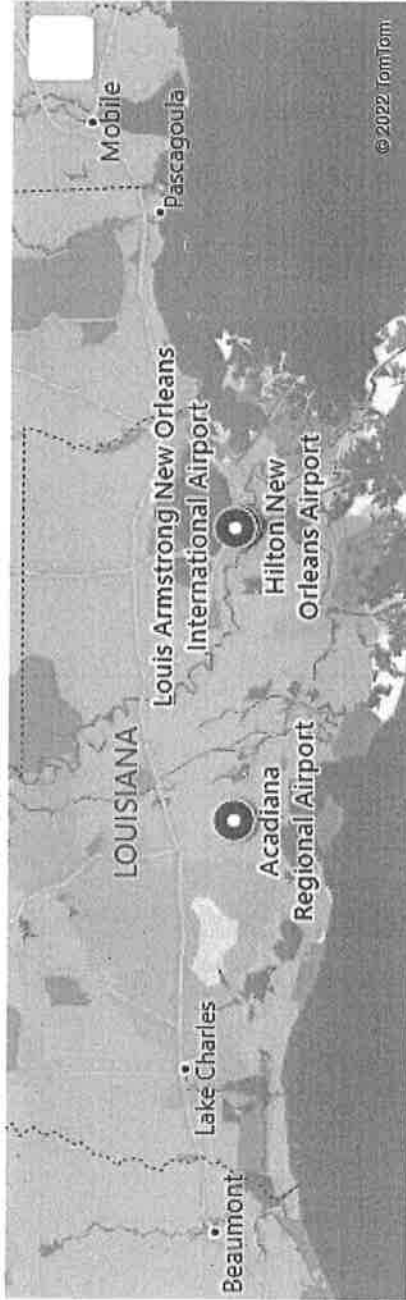 Mobile
Pascagoula
LOUISIANA
Louis Armstrong New Orleans
International Airport
Hilton New
Orleans Airport
Acadiana
Regional Airport
Lake Charles
Beaumont
© 2022 TomTom